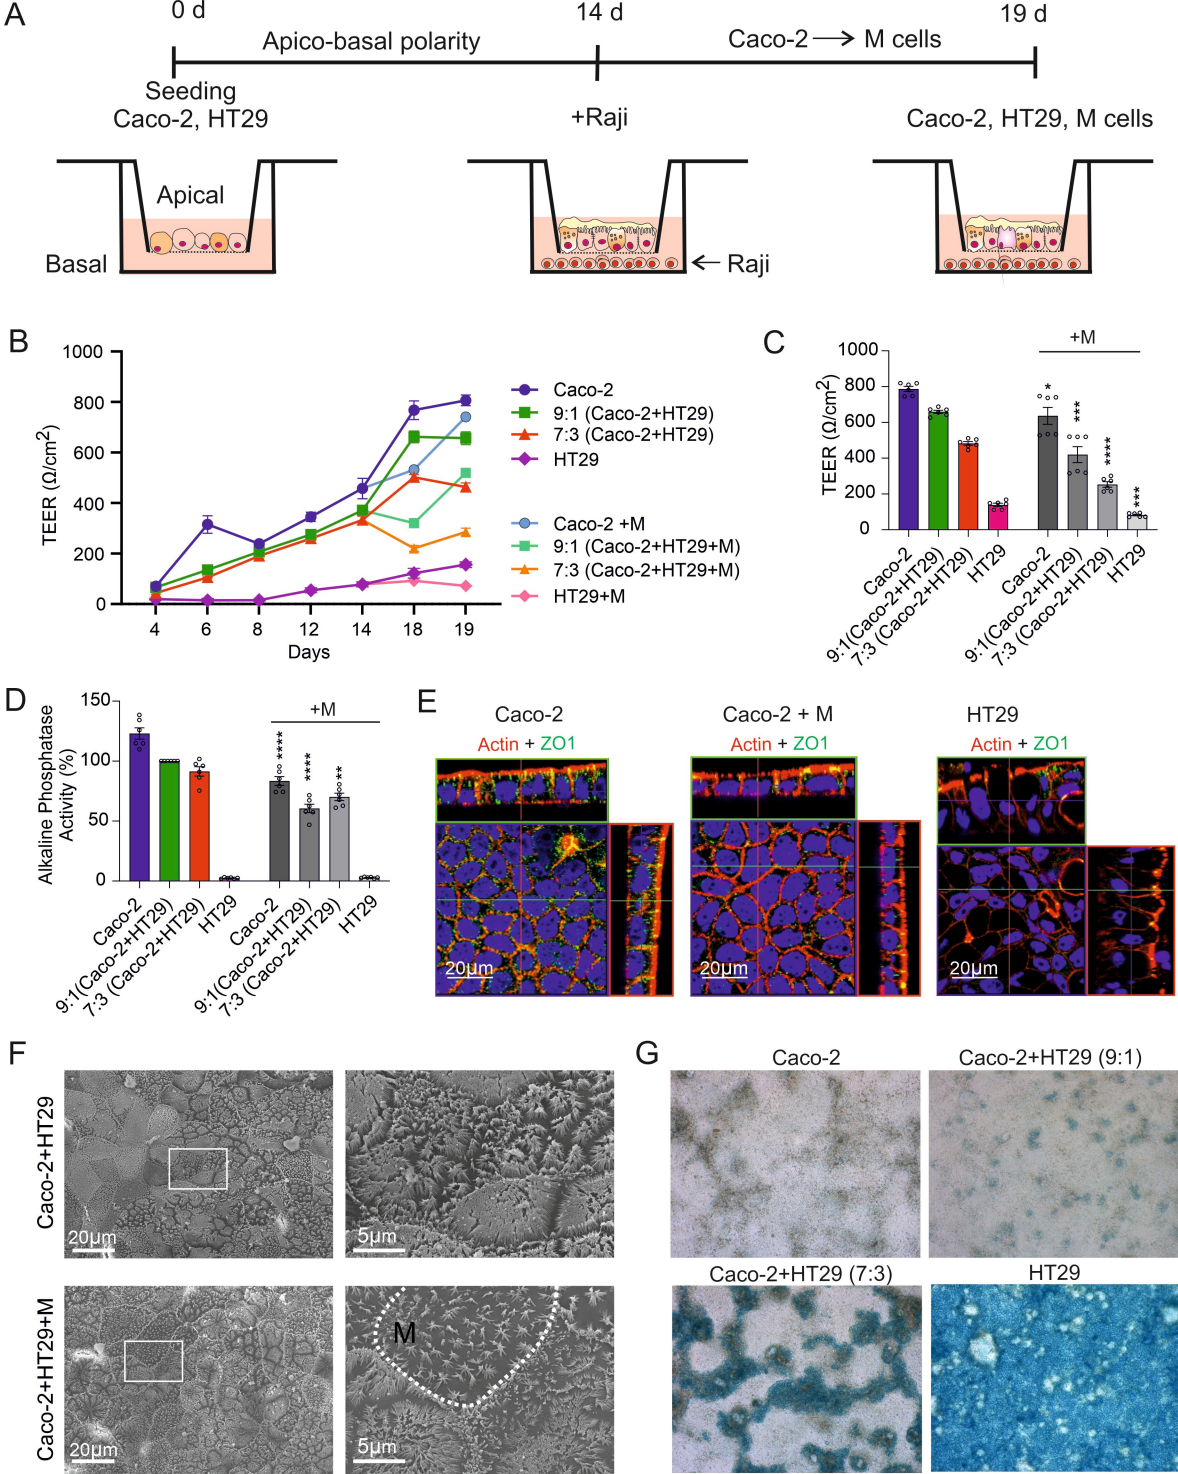 A
0 d
14 d
19 d
Apico-basal polarity
Caco-2 → M cells
Seeding
Caco-2, HT29
+Raji
Caco-2, HT29, M cells
Apical
Basal
← Raji
B
1000
800
600
400
200
0
TEER (Ω/cm²)
4 6 8 12 14 18 19
Days
Caco-2
9:1 (Caco-2+HT29)
7:3 (Caco-2+HT29)
HT29
Caco-2 +M
9:1 (Caco-2+HT29+M)
7:3 (Caco-2+HT29+M)
HT29+M
C
+M
1000
800
600
400
200
0
TEER (Ω/cm²)
*
***
****
***
Caco-2
9:1(Caco-2+HT29)
7:3 (Caco-2+HT29)
HT29
Caco-2
9:1(Caco-2+HT29)
7:3 (Caco-2+HT29)
HT29
D
+M
150
100
50
0
Alkaline Phosphatase
Activity (%)
****
****
**
Caco-2
9:1(Caco-2+HT29)
7:3 (Caco-2+HT29)
HT29
Caco-2
9:1(Caco-2+HT29)
7:3 (Caco-2+HT29)
HT29
E
Caco-2
Actin + ZO1
20µm
Caco-2 + M
Actin + ZO1
20µm
HT29
Actin + ZO1
20µm
F
Caco-2+HT29
20µm
5µm
Caco-2+HT29+M
20µm
M
5µm
G
Caco-2
Caco-2+HT29 (9:1)
Caco-2+HT29 (7:3)
HT29